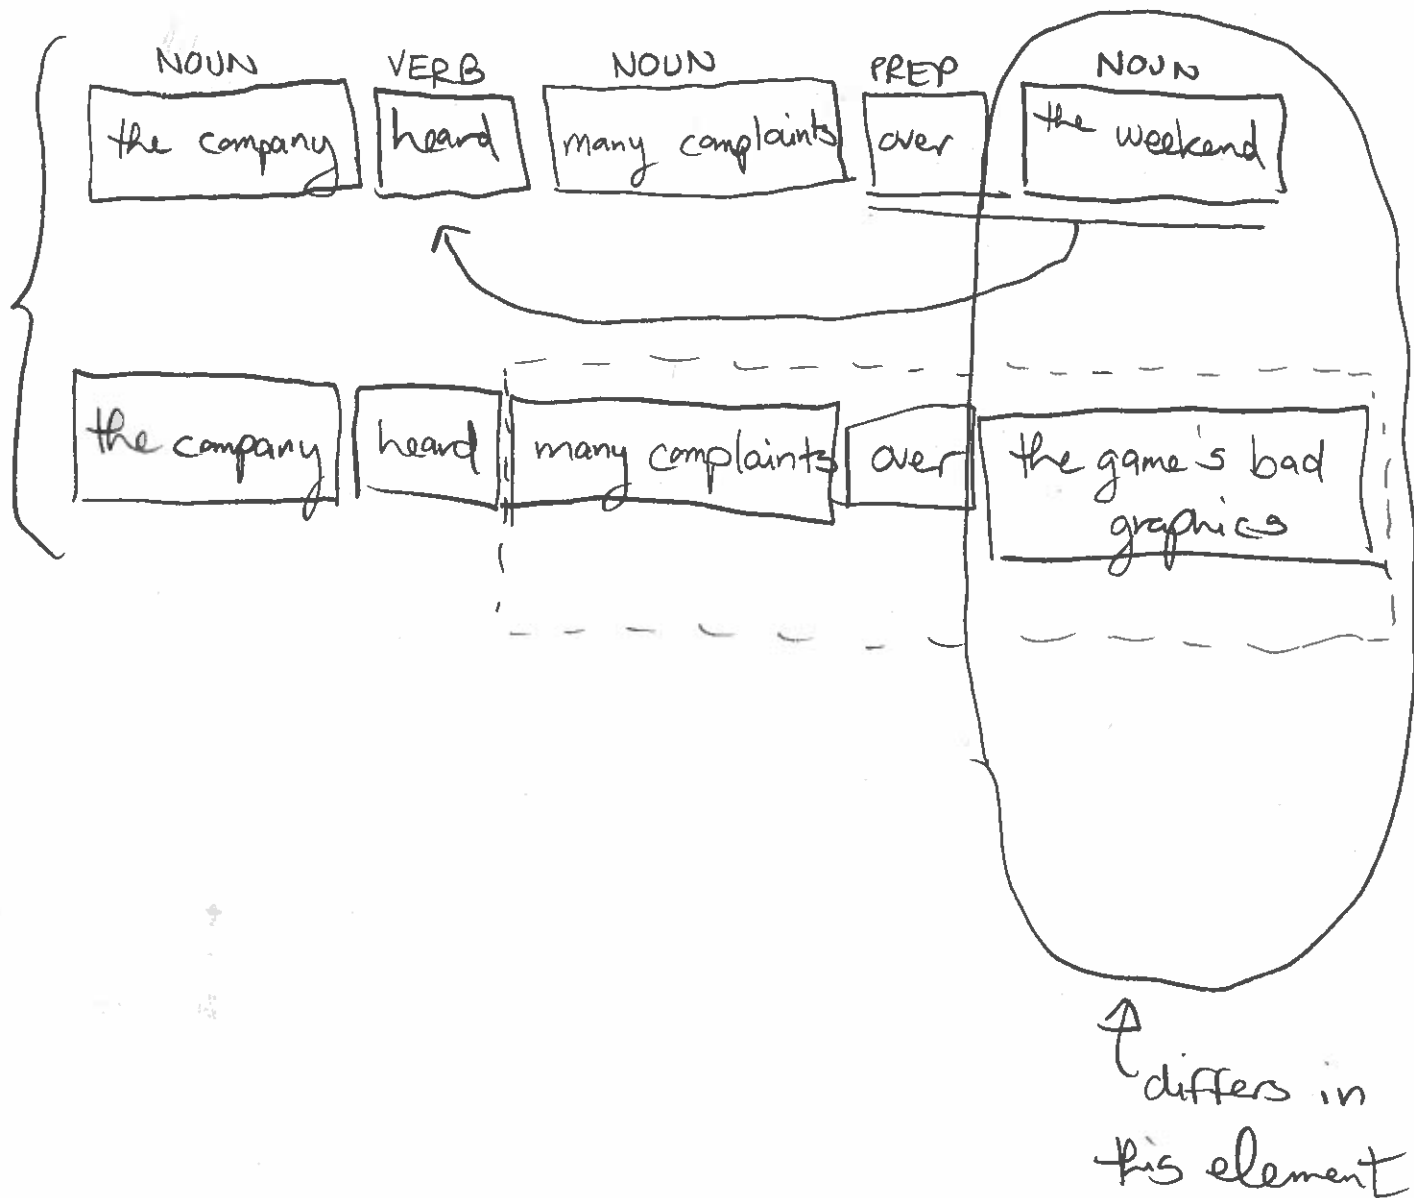 NOUN VERB NOUN PREP NOUN
the company heard many complaints over the weekend
the company heard many complaints over the game's bad
graphics
differs in
this element